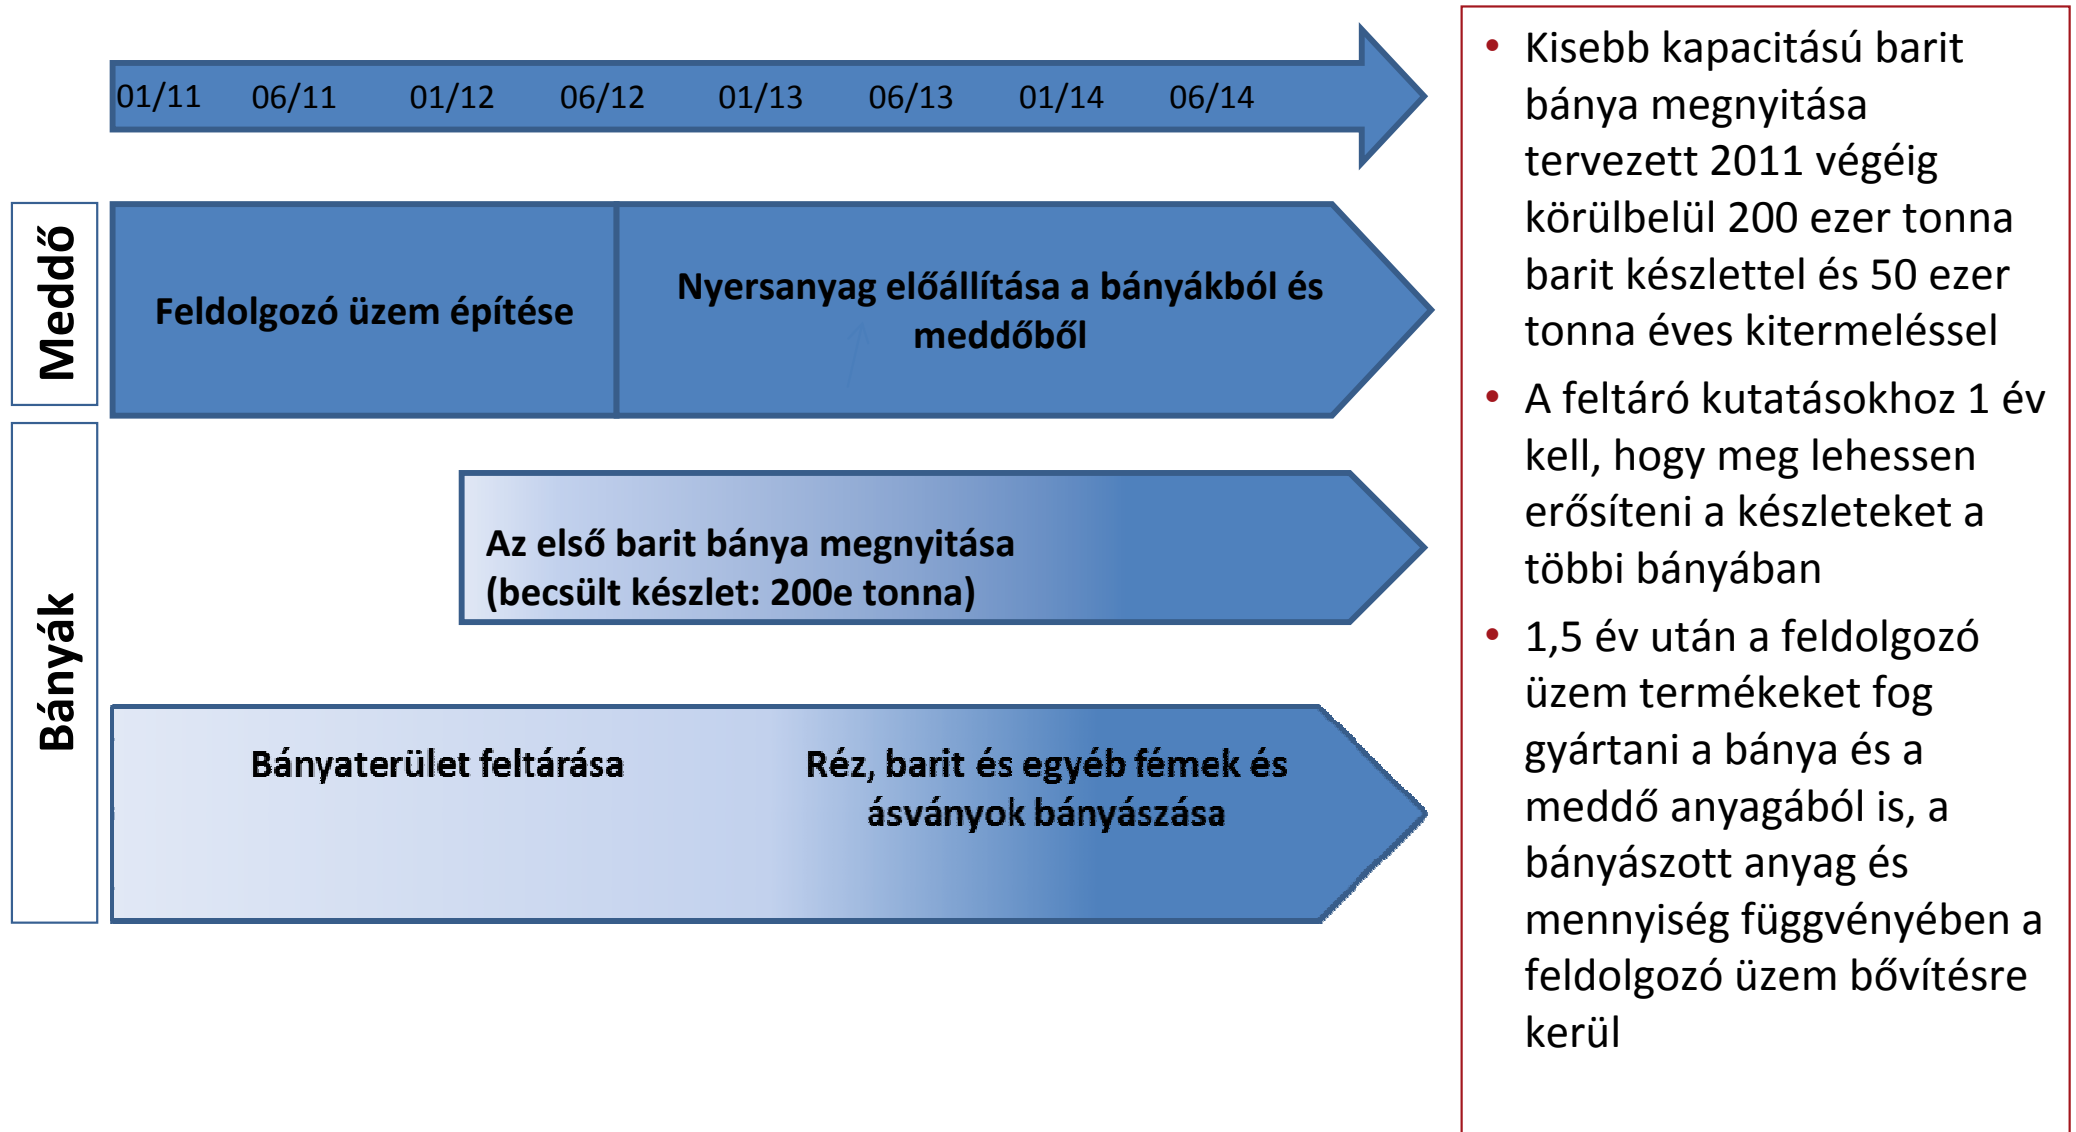 01/11 06/11 01/12 06/12 01/13 06/13 01/14 06/14
Meddő
Feldolgozó üzem építése
Nyersanyag előállítása a bányákból és
meddőből
Bányák
Az első barit bánya megnyitása
(becsült készlet: 200e tonna)
Bányaterület feltárása
Réz, barit és egyéb fémek és
ásványok bányászása
• Kisebb kapacitású barit
bánya megnyitása
tervezett 2011 végéig
körülbelül 200 ezer tonna
barit készlettel és 50 ezer
tonna éves kitermeléssel
• A feltáró kutatásokhoz 1 év
kell, hogy meg lehessen
erősíteni a készleteket a
többi bányában
• 1,5 év után a feldolgozó
üzem termékeket fog
gyártani a bánya és a
meddő anyagából is, a
bányászott anyag és
mennyiség függvényében a
feldolgozó üzem bővítésre
kerül